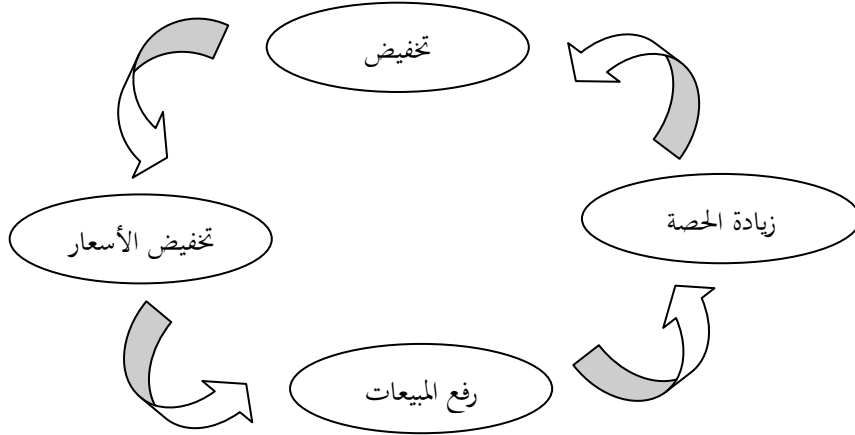 تخفيض
تخفيض الأسعار
زيادة الحصة
رفع المبيعات